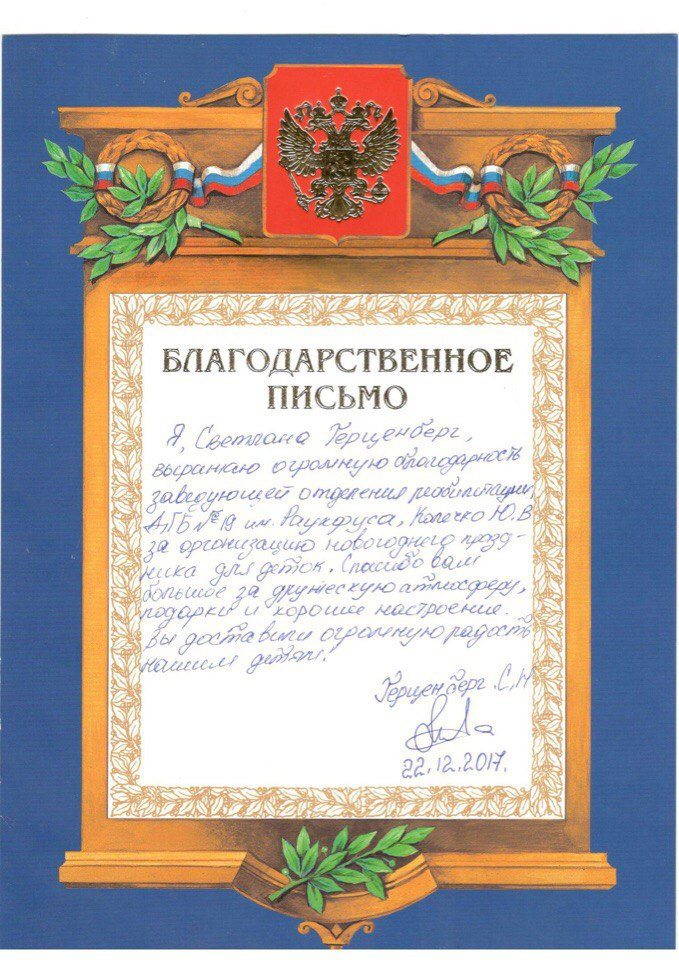 БЛАГОДАРСТВЕННОЕ
ПИСЬМО
Я, Светлана Герценберг,
выражаю огромную благодарность
заведующей отделения реабилитации
ДГБ №19 им. Раухфуса, Колечко Ю.В
за организацию новогоднего празд-
ника для деток. Спасибо вам
большое за дружескую атмосферу,
подарки и хорошее настроение.
Вы доставили огромную радость
нашим детям!
Герценберг С.Н
22.12.2017.